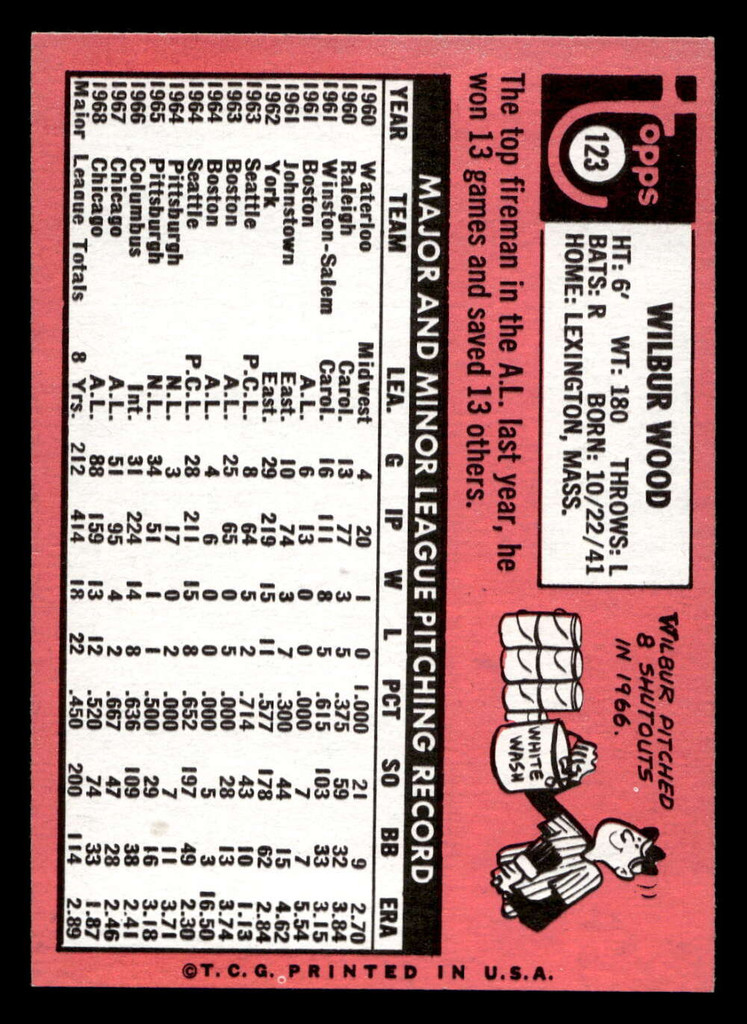 Topps
123
WILBUR WOOD
HT: 6' WT: 180 THROWS: L
BATS: R BORN: 10/22/41
HOME: LEXINGTON, MASS.
WILBUR PITCHED
8 SHUTOUTS
IN 1966.
WHITE
WASH
The top fireman in the A.L. last year, he
won 13 games and saved 13 others.
MAJOR AND MINOR LEAGUE PITCHING RECORD
YEAR TEAM LEA. G IP W L PCT SO BB ERA
1960 Waterloo Midwest 4 20 1 0 1.000 21 9 2.70
1960 Raleigh Carol. 13 77 3 5 .375 59 32 3.84
1961 Winston-Salem Carol. 16 111 8 5 .615 103 33 3.15
1961 Boston A.L. 6 13 0 0 .000 7 7 5.54
1961 Johnstown East. 10 74 3 7 .300 44 15 4.62
1962 York East. 29 219 15 11 .577 178 62 2.84
1963 Seattle P.C.L. 8 64 5 2 .714 43 10 1.13
1963 Boston A.L. 25 65 0 5 .000 28 13 3.74
1964 Boston A.L. 4 6 0 0 .000 5 3 16.50
1964 Seattle P.C.L. 28 211 15 8 .652 197 49 2.30
1964 Pittsburgh N.L. 3 17 0 2 .000 7 11 3.71
1965 Pittsburgh N.L. 34 51 1 1 .500 29 16 3.18
1966 Columbus Int. 31 224 14 8 .636 109 38 2.41
1967 Chicago A.L. 51 95 4 2 .667 47 28 2.46
1968 Chicago A.L. 88 159 13 12 .520 74 33 1.87
Major League Totals 8 Yrs. 212 414 18 22 .450 200 114 2.89
©T.C.G. PRINTED IN U.S.A.